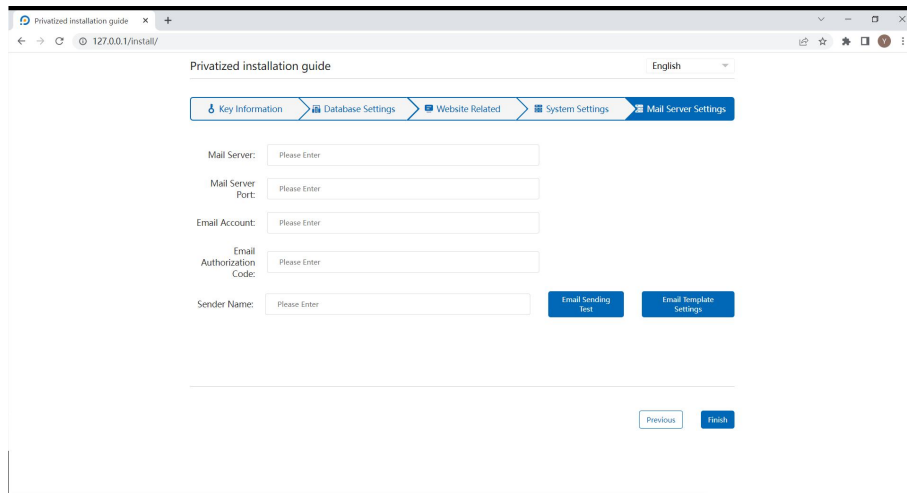 Privatized installation guide
127.0.0.1/install/
Y
Privatized installation guide
English
Key Information
Database Settings
Website Related
System Settings
Mail Server Settings
Mail Server:
Please Enter
Mail Server
Port:
Please Enter
Email Account:
Please Enter
Email
Authorization
Code:
Please Enter
Sender Name:
Please Enter
Email Sending
Test
Email Template
Settings
Previous
Finish